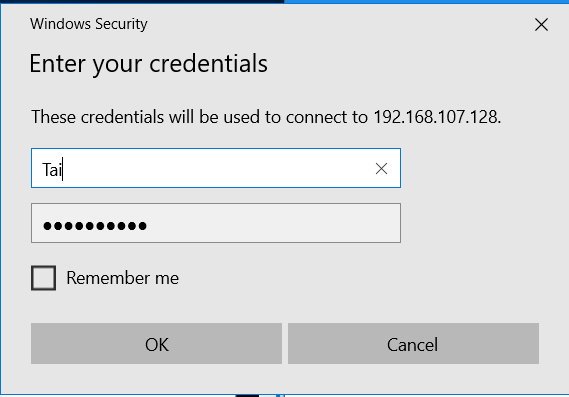 Windows Security
Enter your credentials
These credentials will be used to connect to 192.168.107.128.
Tai
●●●●●●●●●●
Remember me
OK
Cancel